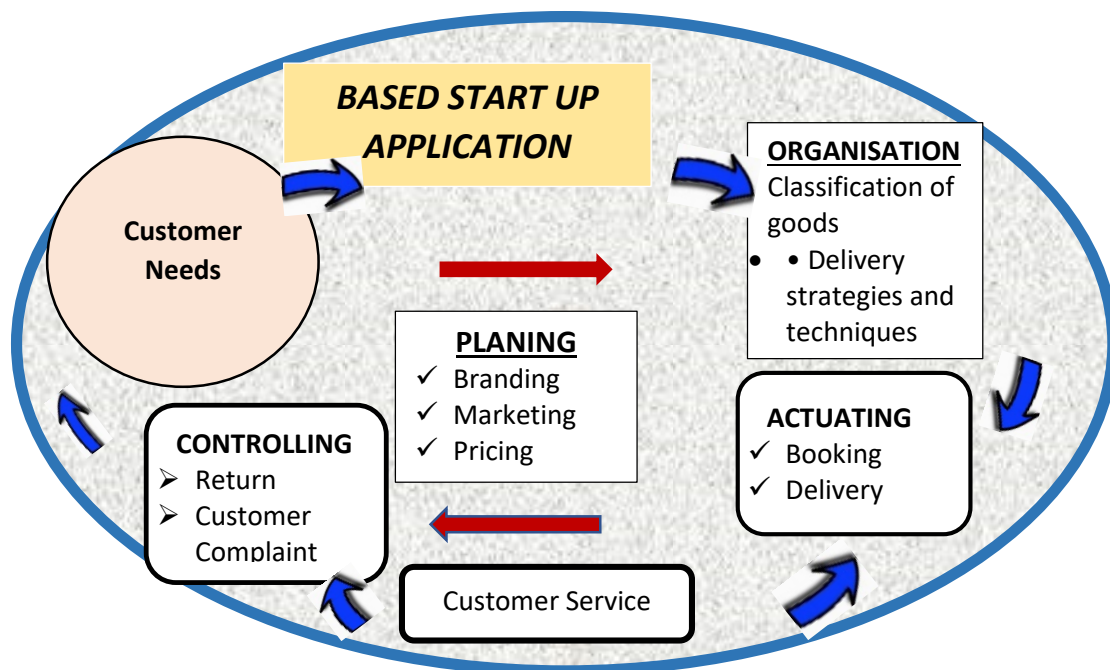 BASED START UP
APPLICATION
Customer
Needs
ORGANISATION
Classification of
goods
• • Delivery
strategies and
techniques
PLANING
✓ Branding
✓ Marketing
✓ Pricing
CONTROLLING
➢ Return
➢ Customer
Complaint
ACTUATING
✓ Booking
✓ Delivery
Customer Service